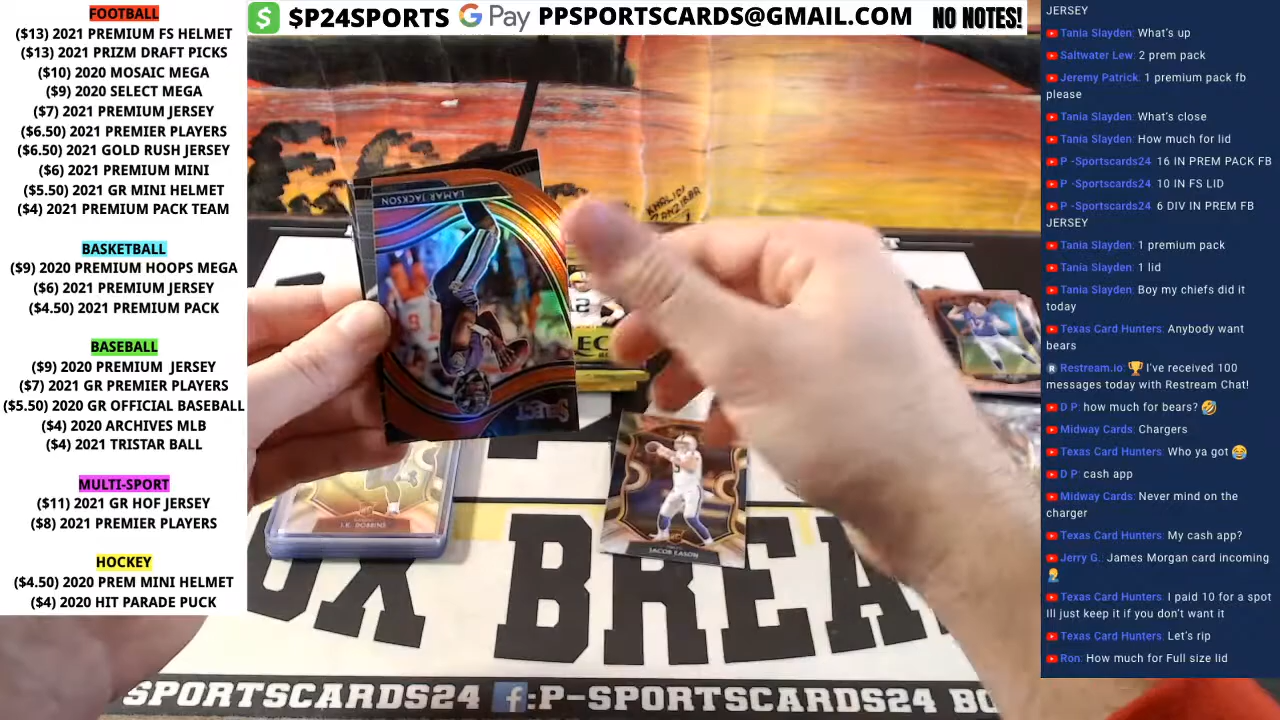 FOOTBALL
($13) 2021 PREMIUM FS HELMET
($13) 2021 PRIZM DRAFT PICKS
($10) 2020 MOSAIC MEGA
($9) 2020 SELECT MEGA
($7) 2021 PREMIUM JERSEY
($6.50) 2021 PREMIER PLAYERS
($6.50) 2021 GOLD RUSH JERSEY
($6) 2021 PREMIUM MINI
($5.50) 2021 GR MINI HELMET
($4) 2021 PREMIUM PACK TEAM
BASKETBALL
($9) 2020 PREMIUM HOOPS MEGA
($6) 2021 PREMIUM JERSEY
($4.50) 2021 PREMIUM PACK
BASEBALL
($9) 2020 PREMIUM JERSEY
($7) 2021 GR PREMIER PLAYERS
($5.50) 2020 GR OFFICIAL BASEBALL
($4) 2020 ARCHIVES MLB
($4) 2021 TRISTAR BALL
MULTI-SPORT
($11) 2021 GR HOF JERSEY
($8) 2021 PREMIER PLAYERS
HOCKEY
($4.50) 2020 PREM MINI HELMET
($4) 2020 HIT PARADE PUCK
$ $P24SPORTS G Pay PPSPORTSCARDS@GMAIL.COM NO NOTES!
KHALIDI
ZANZIBAR
LAMAR JACKSON
SELECT
J.K. DOBBINS
JACOB EASON
OX BREA
SPORTSCARDS24 f:P-SPORTSCARDS24 BO
JERSEY
Tania Slayden: What's up
Saltwater Lew: 2 prem pack
Jeremy Patrick: 1 premium pack fb
please
Tania Slayden: What's close
Tania Slayden: How much for lid
P -Sportscards24 16 IN PREM PACK FB
P -Sportscards24 10 IN FS LID
P -Sportscards24 6 DIV IN PREM FB
JERSEY
Tania Slayden: 1 premium pack
Tania Slayden: 1 lid
Tania Slayden: Boy my chiefs did it
today
Texas Card Hunters: Anybody want
bears
Restream.io 🏆 I've received 100
messages today with Restream Chat!
D P: how much for bears? 🤣
Midway Cards: Chargers
Texas Card Hunters: Who ya got 😂
D P: cash app
Midway Cards: Never mind on the
charger
Texas Card Hunters: My cash app?
Jerry G.: James Morgan card incoming
🤦
Texas Card Hunters: I paid 10 for a spot
Ill just keep it if you don't want it
Texas Card Hunters: Let's rip
Ron: How much for Full size lid